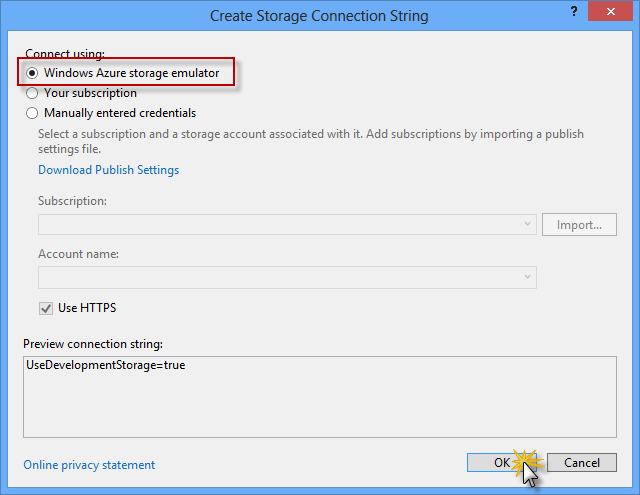 Create Storage Connection String
?
Connect using:
Windows Azure storage emulator
Your subscription
Manually entered credentials
Select a subscription and a storage account associated with it. Add subscriptions by importing a publish
settings file.
Download Publish Settings
Subscription:
Import...
Account name:
Use HTTPS
Preview connection string:
UseDevelopmentStorage=true
Online privacy statement
OK
Cancel